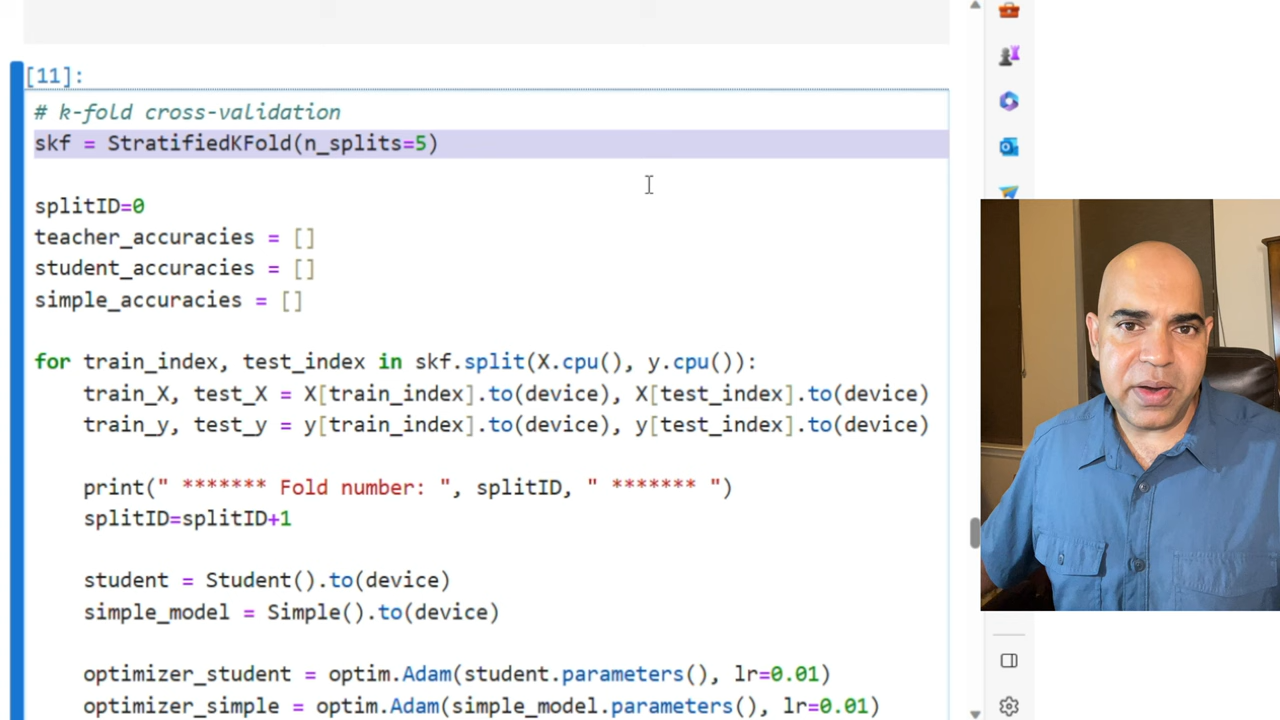 [11]:
# k-fold cross-validation
skf = StratifiedKFold(n_splits=5)
splitID=0
teacher_accuracies = []
student_accuracies = []
simple_accuracies = []
for train_index, test_index in skf.split(X.cpu(), y.cpu()):
train_X, test_X = X[train_index].to(device), X[test_index].to(device)
train_y, test_y = y[train_index].to(device), y[test_index].to(device)
print(" ******* Fold number: ", splitID, " ******* ")
splitID=splitID+1
student = Student().to(device)
simple_model = Simple().to(device)
optimizer_student = optim.Adam(student.parameters(), lr=0.01)
optimizer_simple = optim.Adam(simple_model.parameters(), lr=0.01)